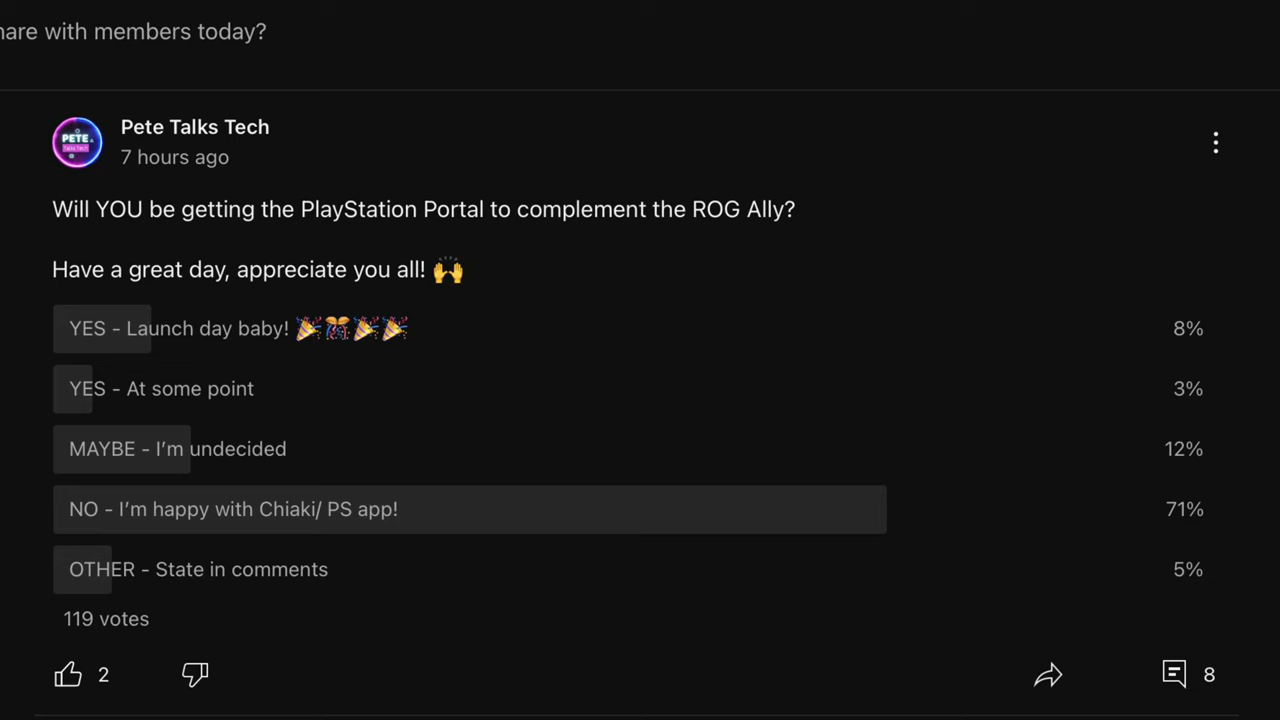 hare with members today?
Pete Talks Tech
7 hours ago
Will YOU be getting the PlayStation Portal to complement the ROG Ally?
Have a great day, appreciate you all! 🙌
YES - Launch day baby! 🎉🎊🎉🎉
8%
YES - At some point
3%
MAYBE - I’m undecided
12%
NO - I’m happy with Chiaki/ PS app!
71%
OTHER - State in comments
5%
119 votes
2
8
PETE
Talks Tech